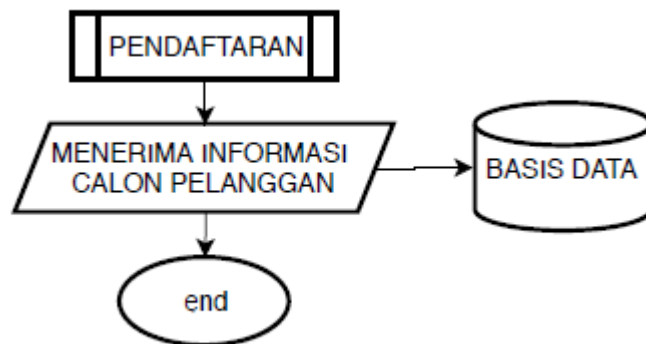 PENDAFTARAN
MENERIMA INFORMASI
CALON PELANGGAN
BASIS DATA
end